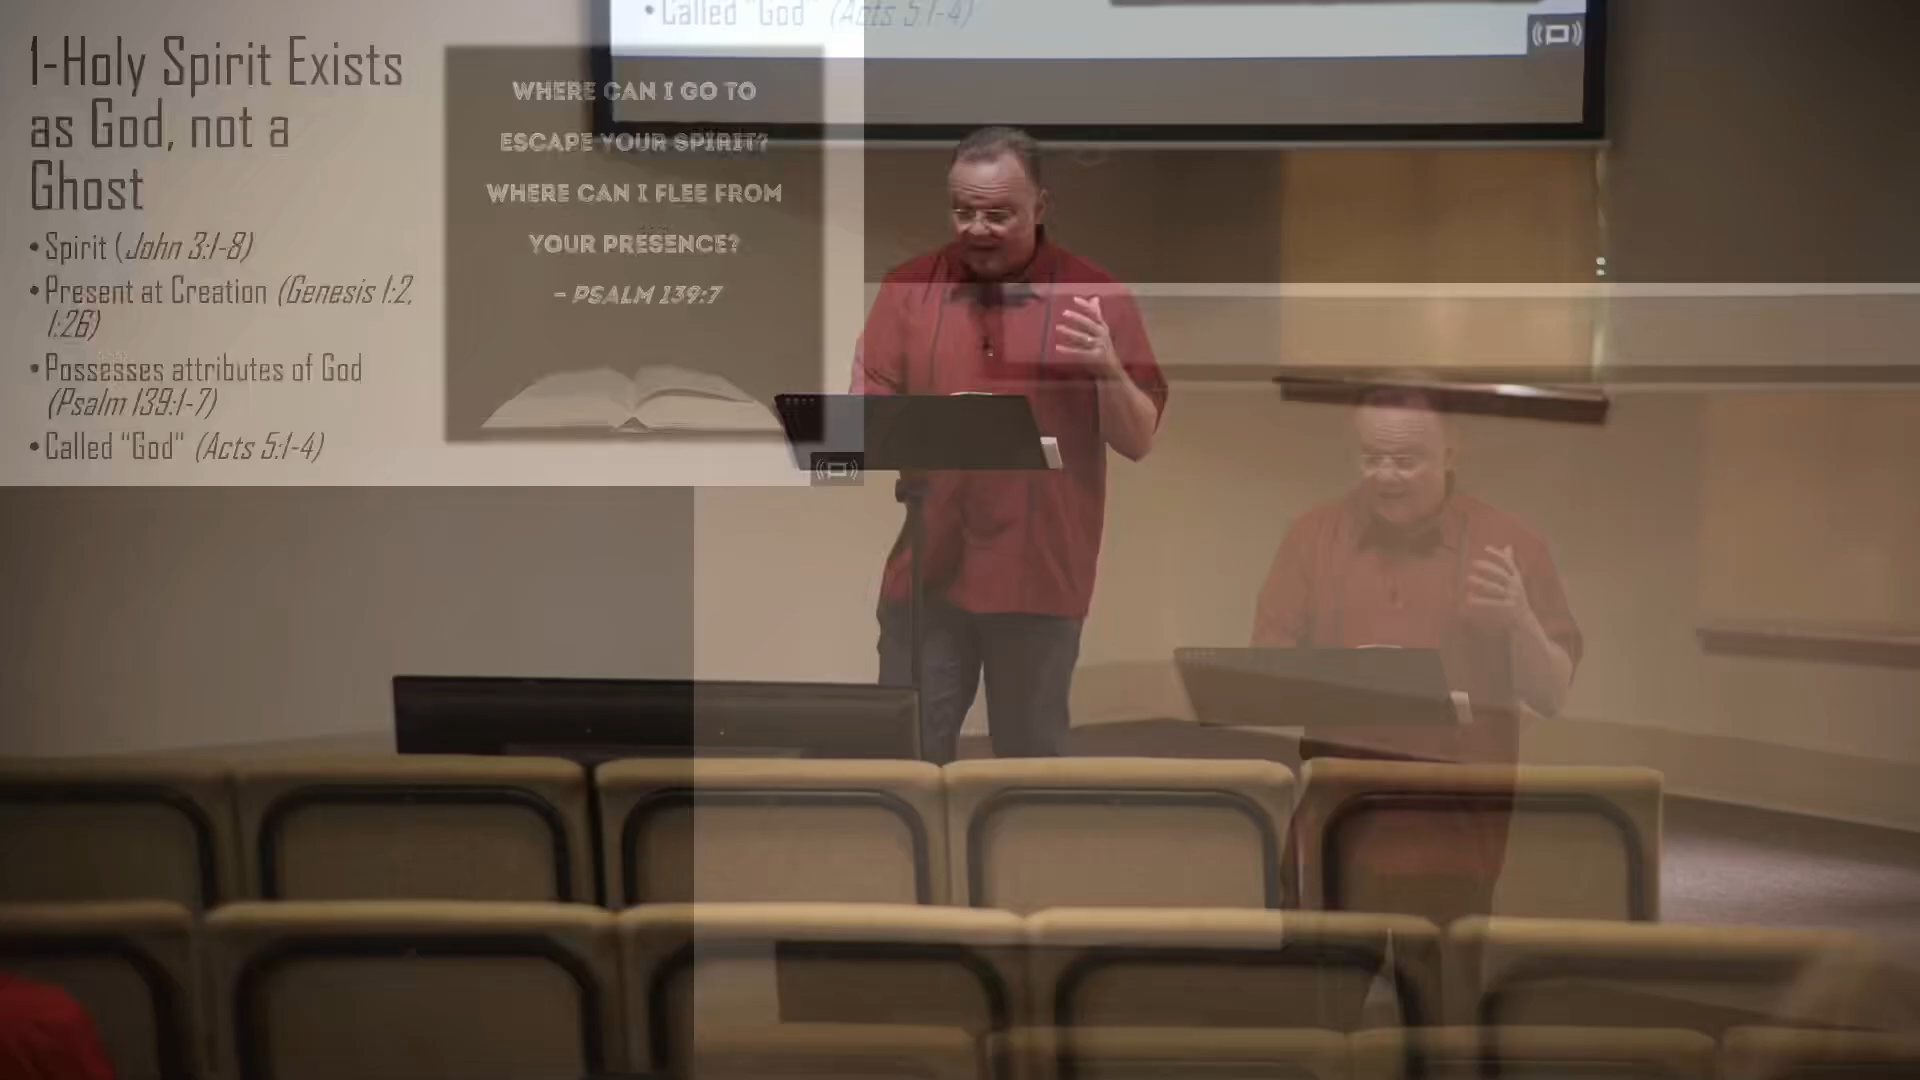 • Called "God" (Acts 5:1-4)
1-Holy Spirit Exists
as God, not a
Ghost
• Spirit (John 3:1-8)
• Present at Creation (Genesis 1:2,
1:26)
• Possesses attributes of God
(Psalm 139:1-7)
• Called "God" (Acts 5:1-4)
WHERE CAN I GO TO
ESCAPE YOUR SPIRIT?
WHERE CAN I FLEE FROM
YOUR PRESENCE?
– PSALM 139:7